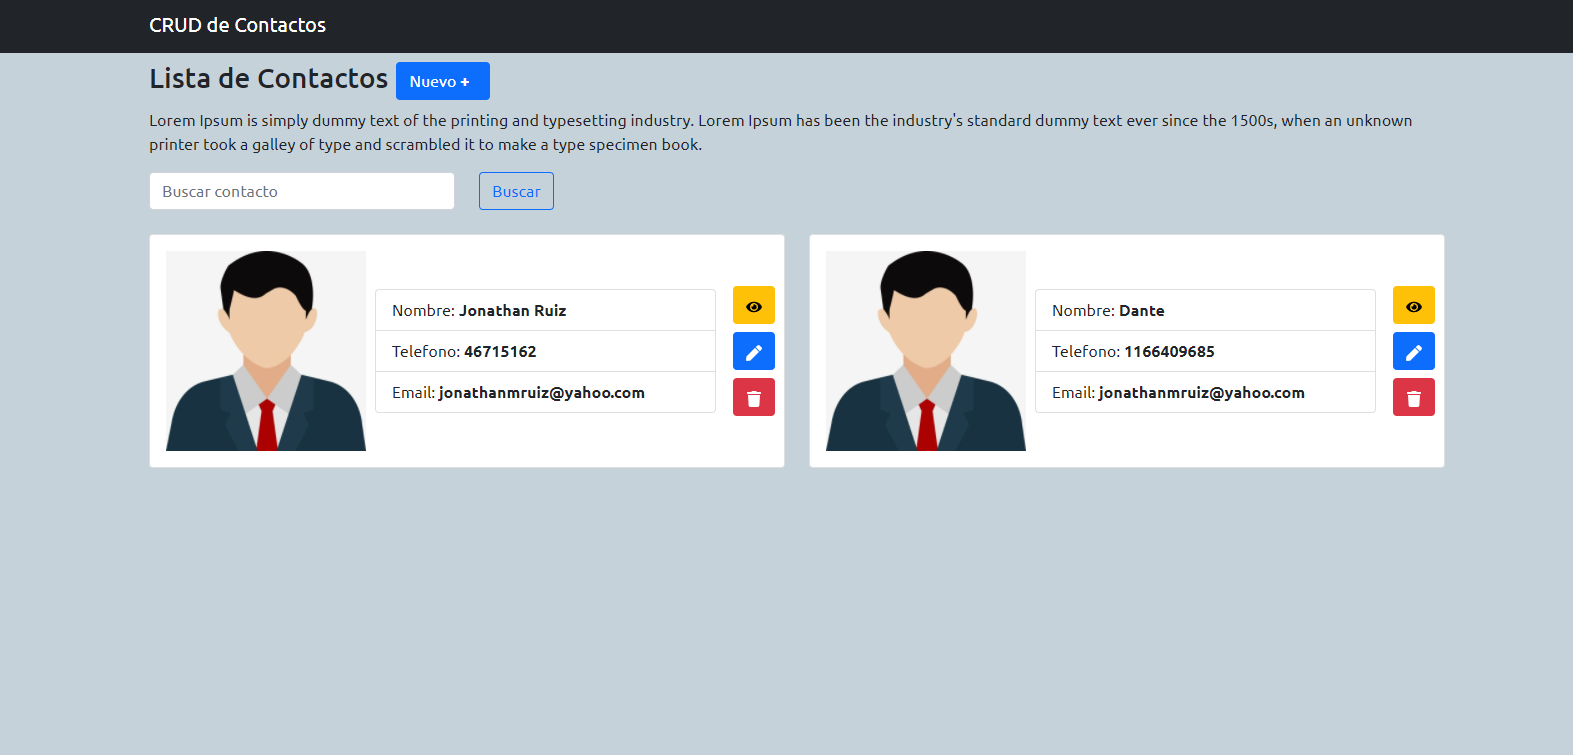 CRUD de Contactos
Lista de Contactos Nuevo +
Lorem Ipsum is simply dummy text of the printing and typesetting industry. Lorem Ipsum has been the industry's standard dummy text ever since the 1500s, when an unknown
printer took a galley of type and scrambled it to make a type specimen book.
Buscar contacto Buscar
Nombre: Jonathan Ruiz
Telefono: 46715162
Email: jonathanmruiz@yahoo.com
Nombre: Dante
Telefono: 1166409685
Email: jonathanmruiz@yahoo.com